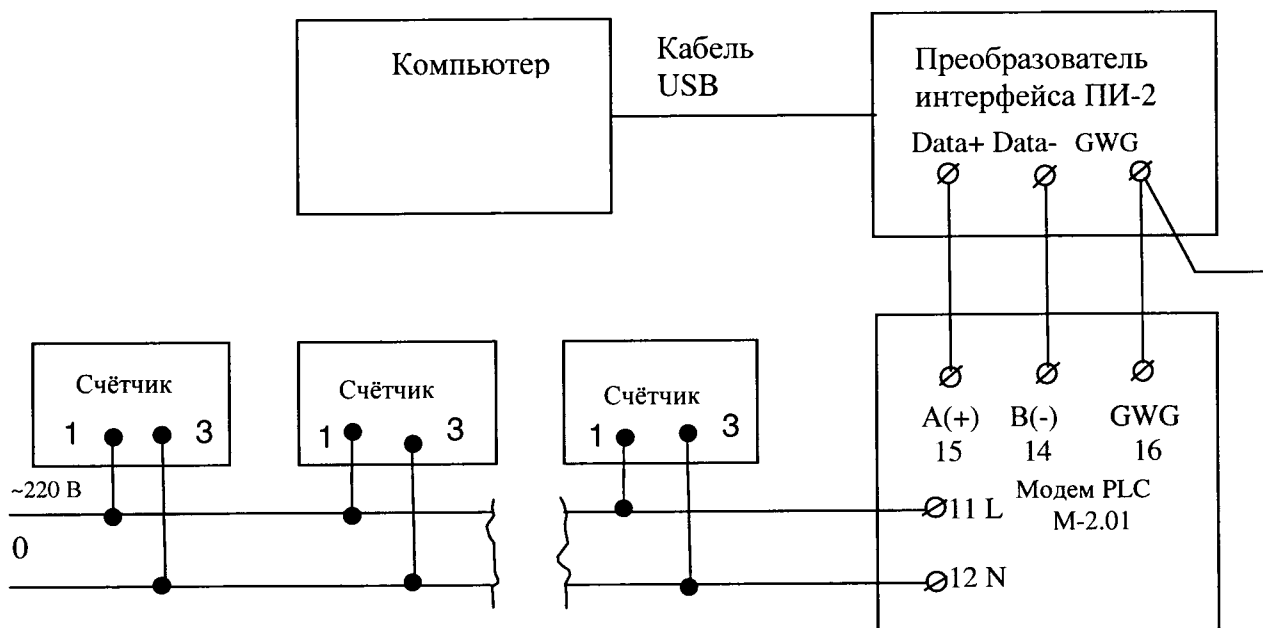 Компьютер
Кабель
USB
Преобразователь
интерфейса ПИ-2
Data+ Data- GWG
Счётчик
1 3
Счётчик
1 3
Счётчик
1 3
A(+) B(-) GWG
15 14 16
Модем PLC
М-2.01
~220 В
11 L
0
12 N